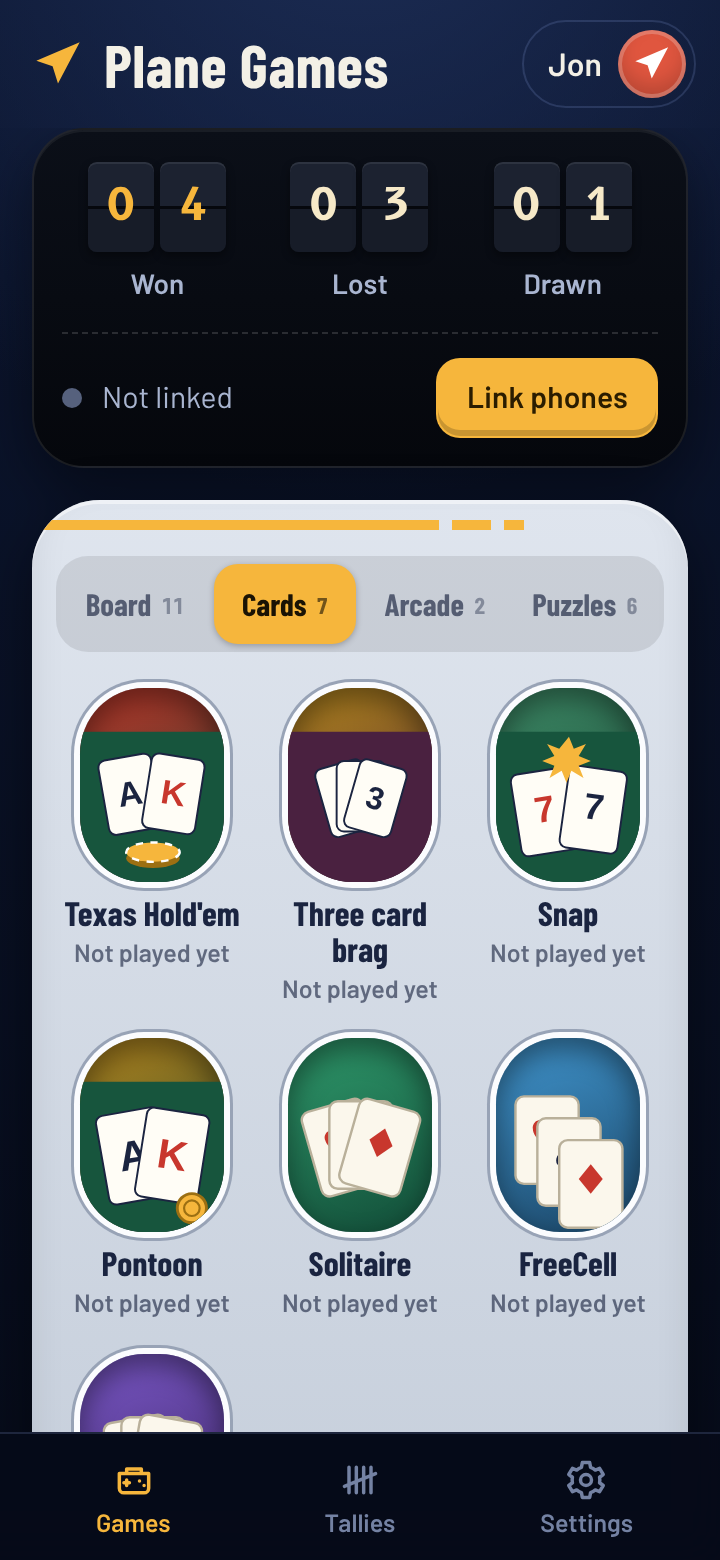 Plane Games
Jon
0 4
0 3
0 1
Won
Lost
Drawn
Not linked
Link phones
Board 11
Cards 7
Arcade 2
Puzzles 6
A K
3
7 7
Texas Hold'em
Not played yet
Three card
brag
Not played yet
Snap
Not played yet
A K
Pontoon
Not played yet
Solitaire
Not played yet
FreeCell
Not played yet
Games
Tallies
Settings